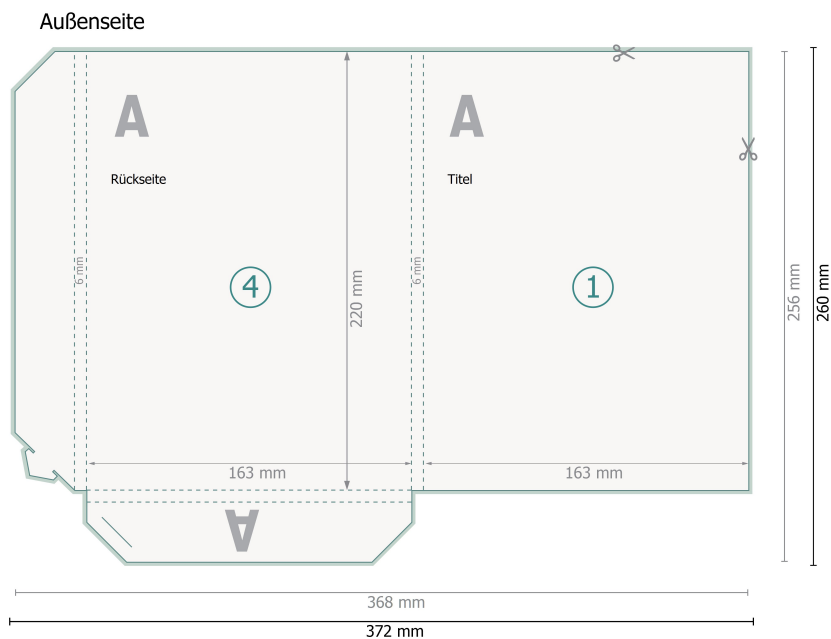 Außenseite
A
A
Rückseite
Titel
6 mm
6 mm
4
1
220 mm
256 mm
260 mm
163 mm
163 mm
A
368 mm
372 mm